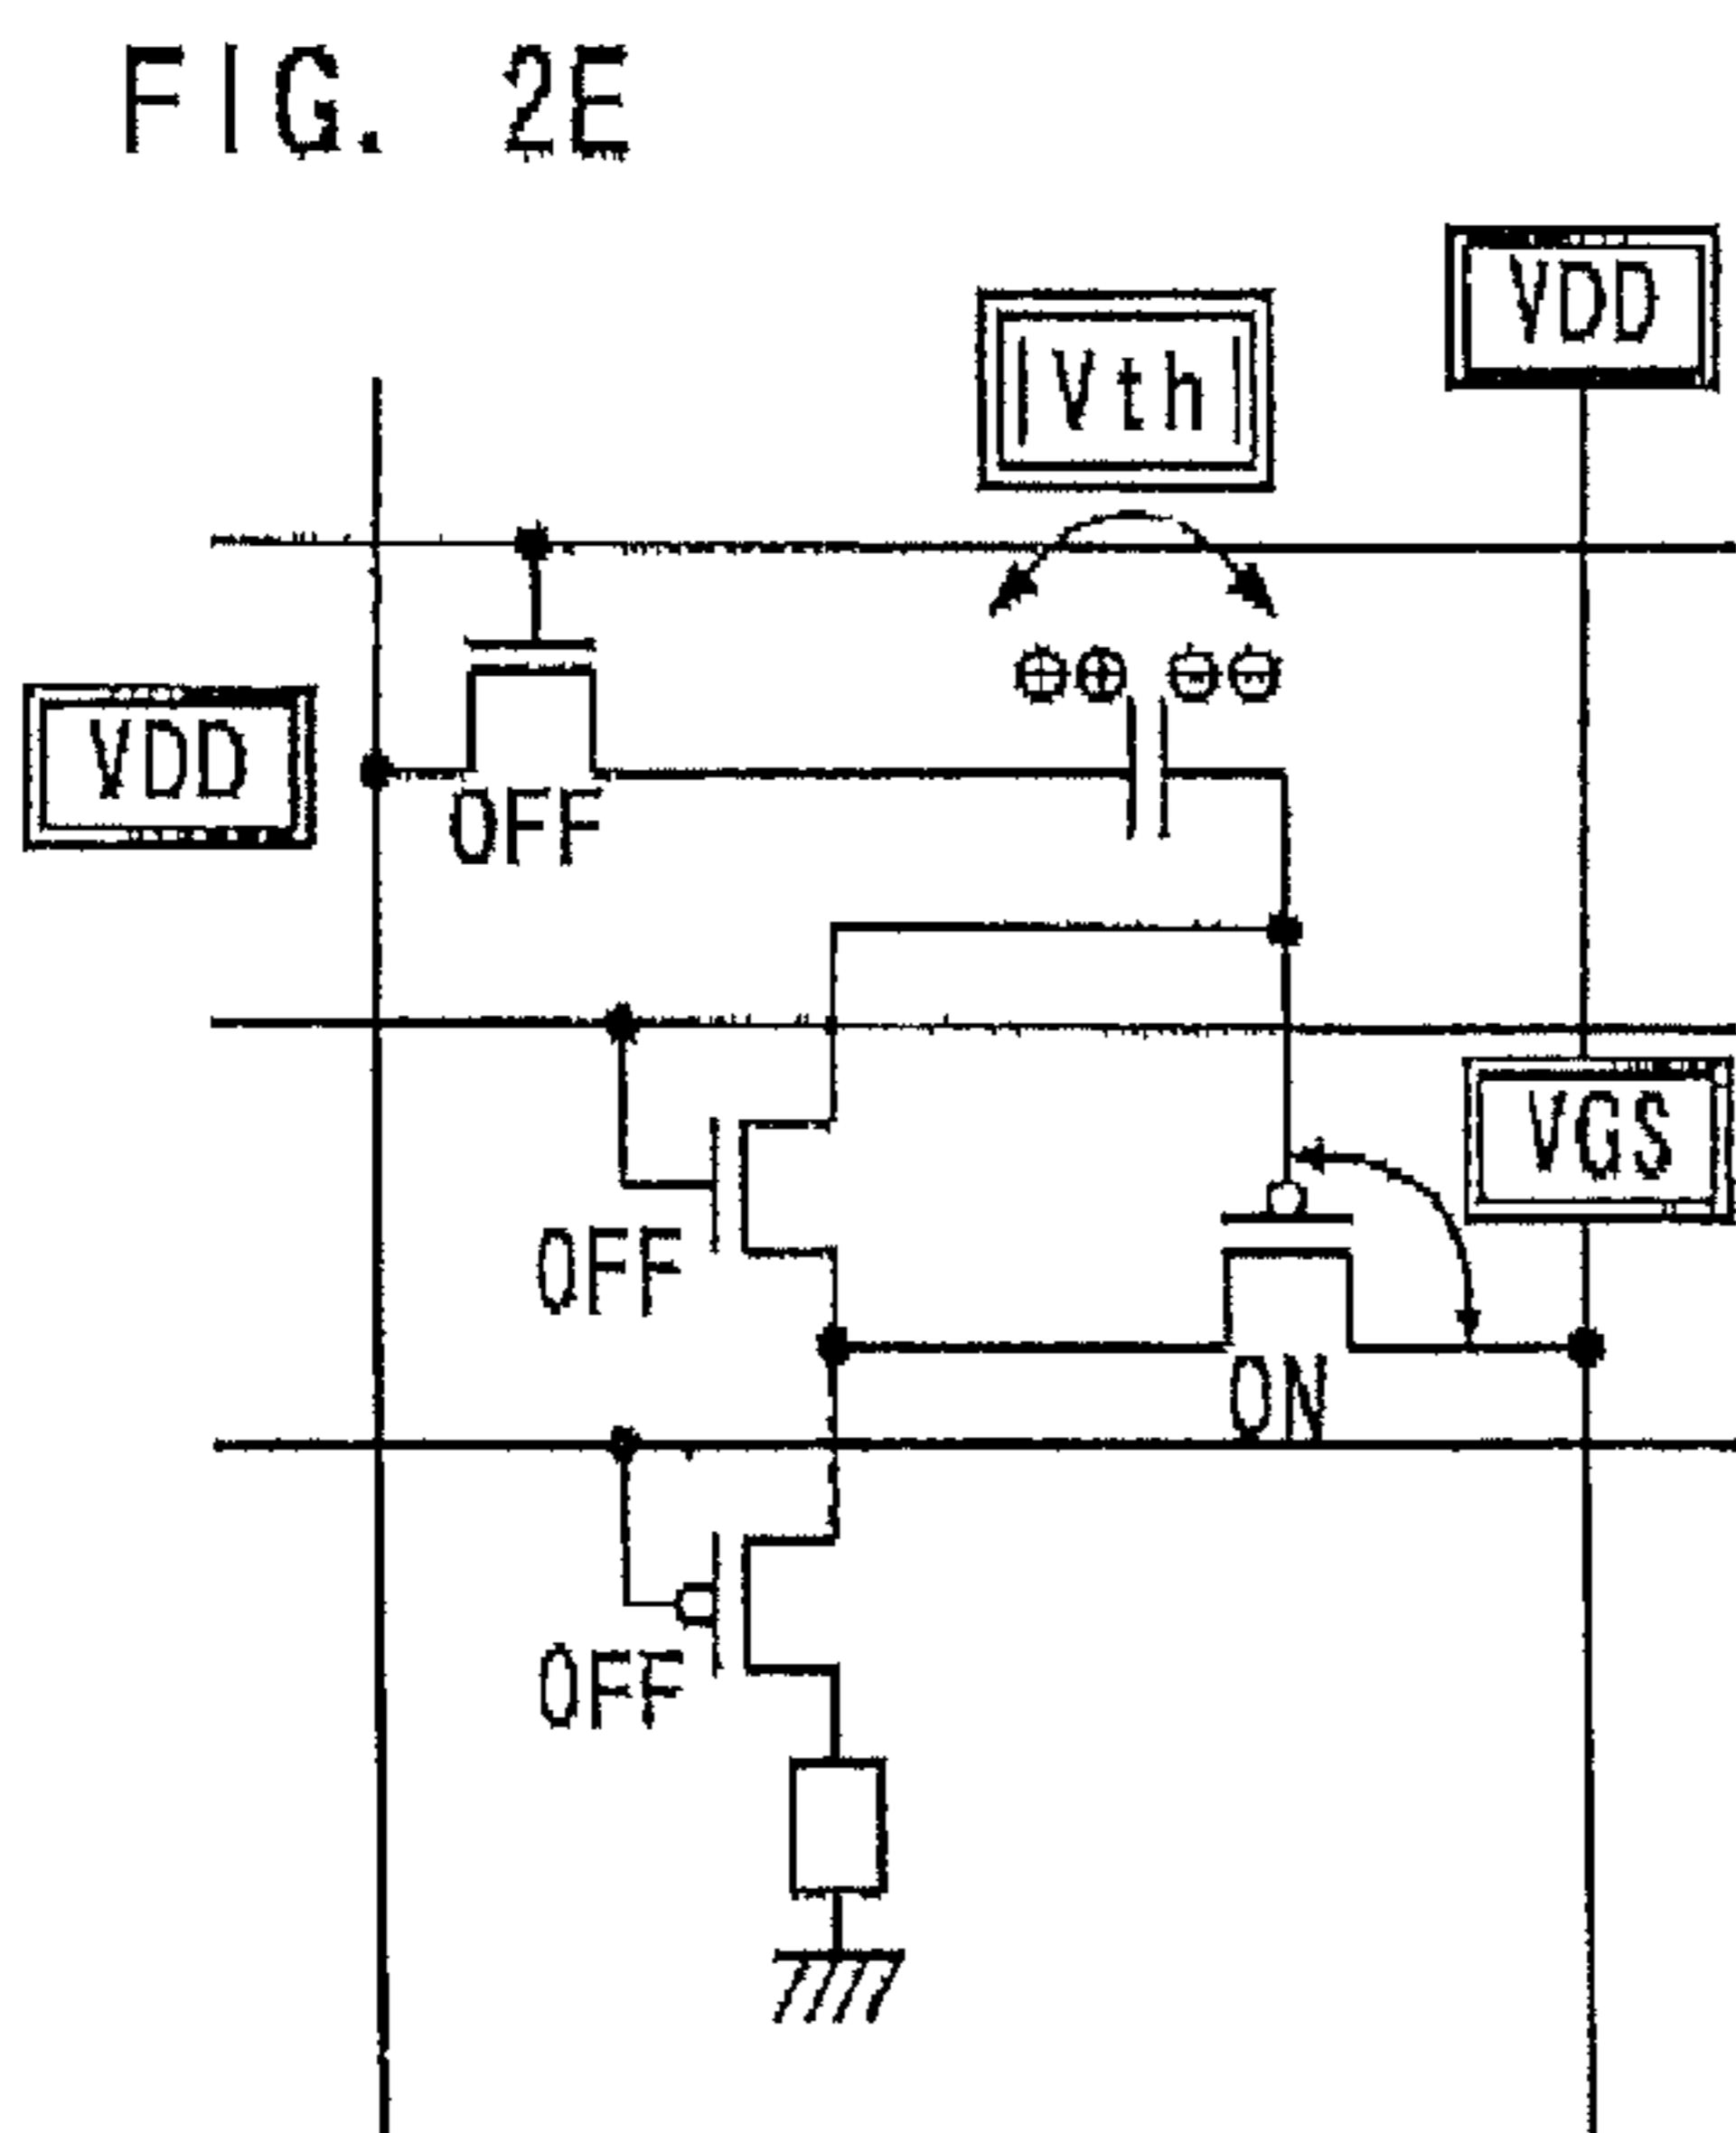 FIG. 2E
VDD
|Vth|
VDD
OFF
VGS
OFF
ON
OFF